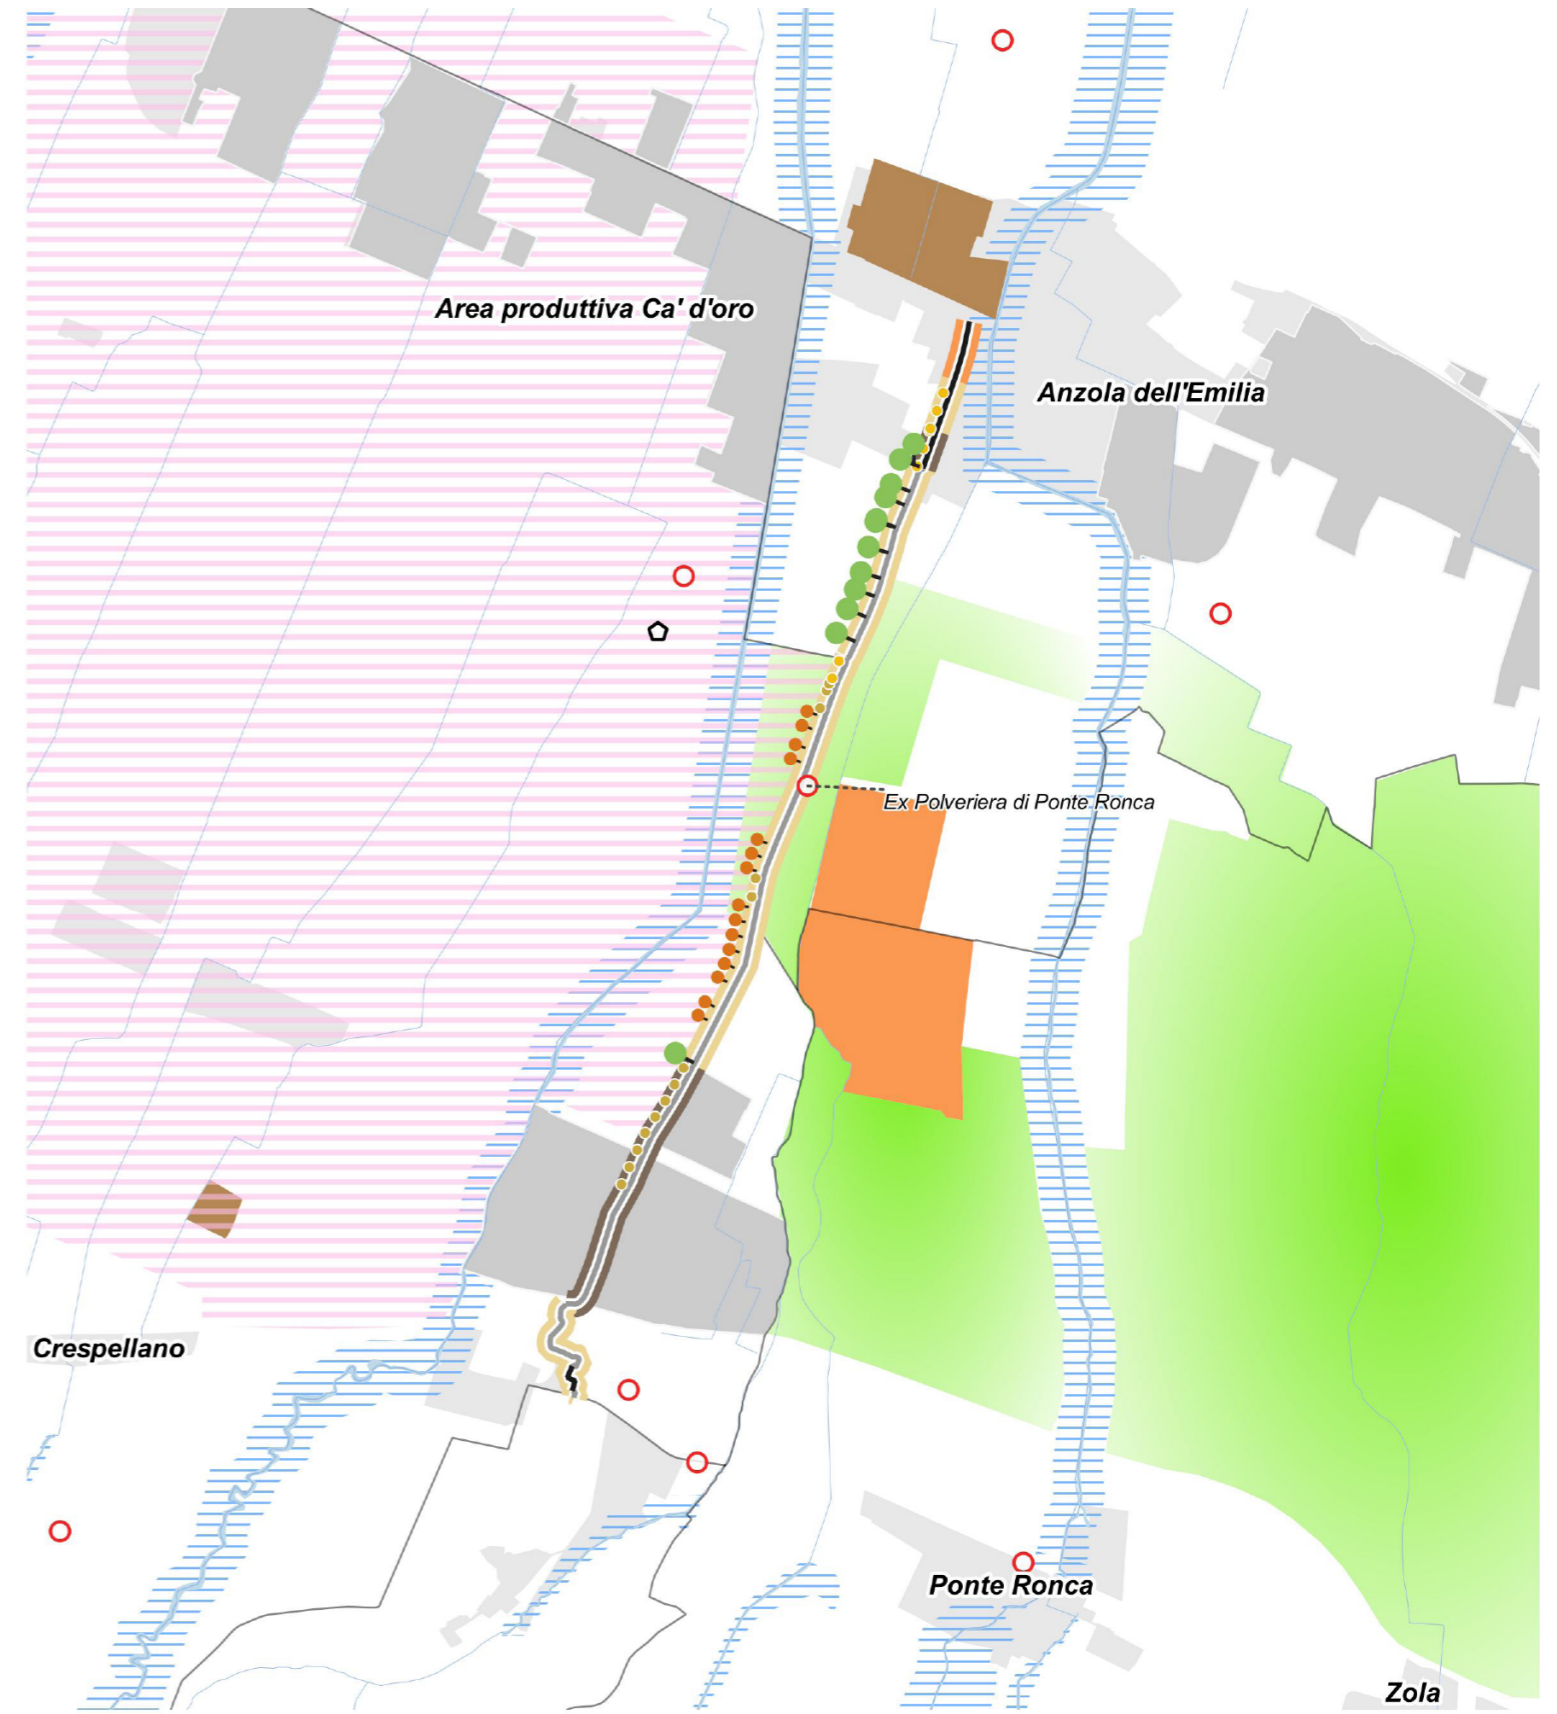 Area produttiva Ca' d'oro
Anzola dell'Emilia
Ex Polveriera di Ponte Ronca
Crespellano
Ponte Ronca
Zola